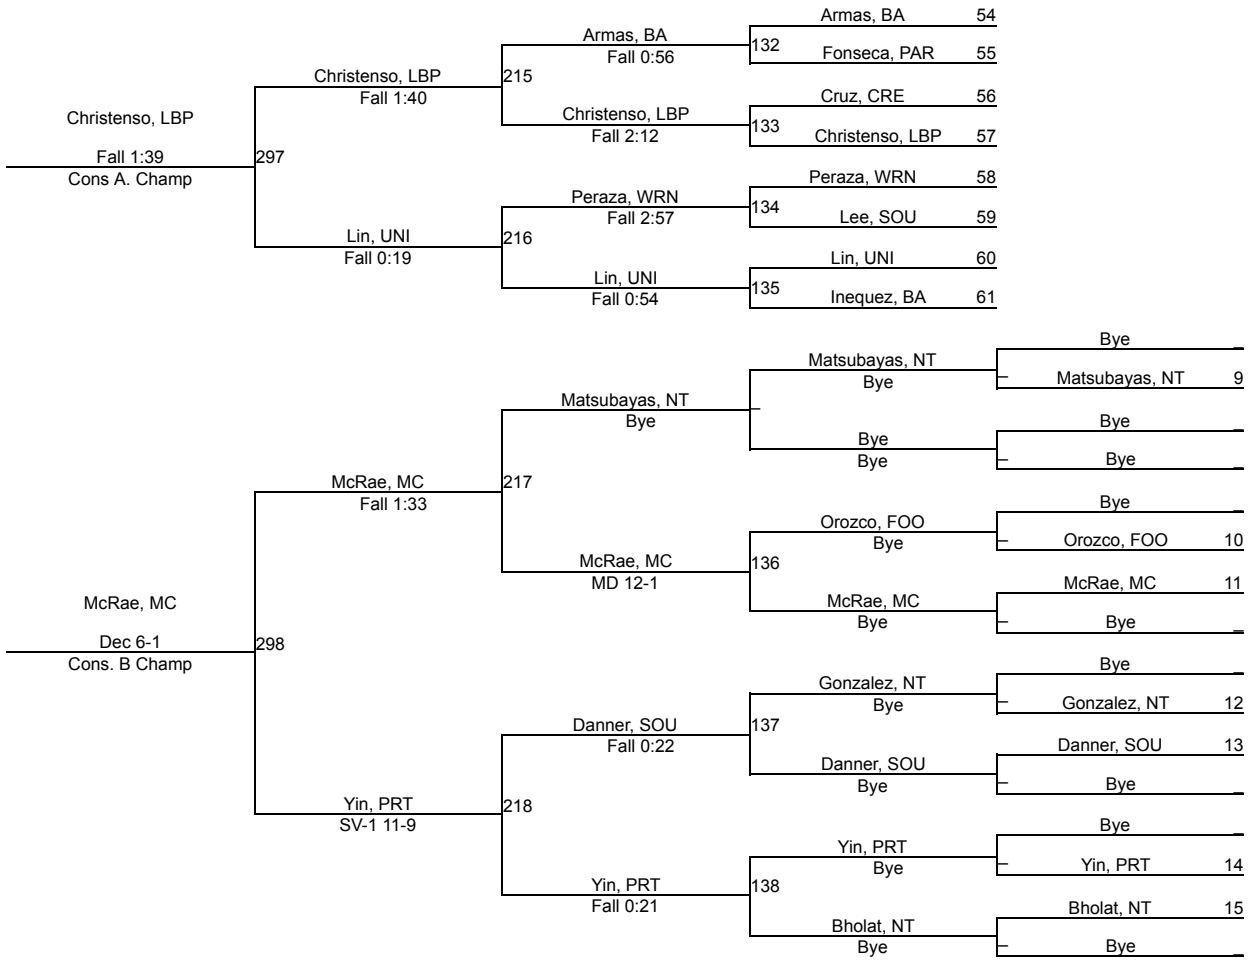 Armas, BA 54
Armas, BA
Fall 0:56
132
Fonseca, PAR 55
Christenso, LBP
Fall 1:40
215
Cruz, CRE 56
Christenso, LBP
Fall 2:12
133
Christenso, LBP 57
Christenso, LBP
Fall 1:39
Cons A. Champ
297
Peraza, WRN 58
Peraza, WRN
Fall 2:57
134
Lee, SOU 59
Lin, UNI
Fall 0:19
216
Lin, UNI 60
Lin, UNI
Fall 0:54
135
Inequez, BA 61
Bye _
Matsubayas, NT
Bye
_ Matsubayas, NT 9
Matsubayas, NT
Bye
_
Bye _
Bye
Bye
_ Bye _
McRae, MC
Fall 1:33
217
Bye _
Orozco, FOO
Bye
_ Orozco, FOO 10
McRae, MC
MD 12-1
136
McRae, MC 11
McRae, MC
Bye
_ Bye _
McRae, MC
Dec 6-1
Cons. B Champ
298
Bye _
Gonzalez, NT
Bye
_ Gonzalez, NT 12
Danner, SOU
Fall 0:22
137
Danner, SOU 13
Danner, SOU
Bye
_ Bye _
Yin, PRT
SV-1 11-9
218
Bye _
Yin, PRT
Bye
_ Yin, PRT 14
Yin, PRT
Fall 0:21
138
Bholat, NT 15
Bholat, NT
Bye
_ Bye _